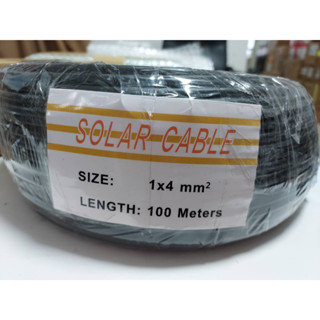 SOLAR CABLE
SIZE: 1x4 mm²
LENGTH: 100 Meters